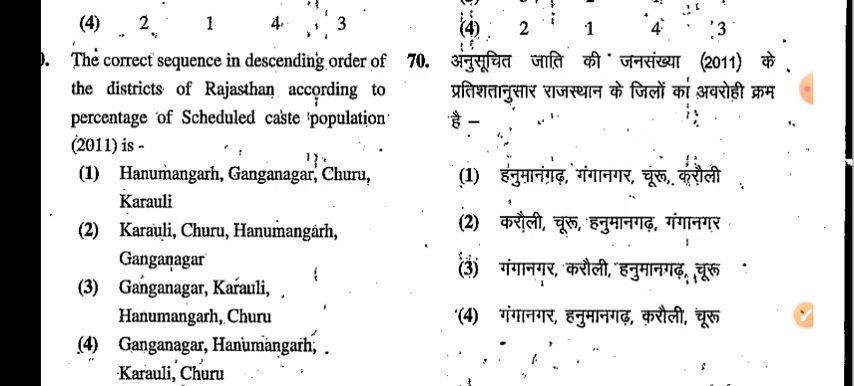 (4) 2 1 4 3
The correct sequence in descending order of
the districts of Rajasthan according to
percentage of Scheduled caste population
(2011) is -
(1) Hanumangarh, Ganganagar, Churu,
Karauli
(2) Karauli, Churu, Hanumangarh,
Ganganagar
(3) Ganganagar, Karauli,
Hanumangarh, Churu
(4) Ganganagar, Hanumangarh,
Karauli, Churu
(4) 2 1 4 3
70. अनुसूचित जाति की जनसंख्या (2011) के
प्रतिशतानुसार राजस्थान के जिलों का अवरोही क्रम
है –
(1) हनुमानगढ़, गंगानगर, चूरू, करौली
(2) करौली, चूरू, हनुमानगढ़, गंगानगर
(3) गंगानगर, करौली, हनुमानगढ़, चूरू
(4) गंगानगर, हनुमानगढ़, करौली, चूरू